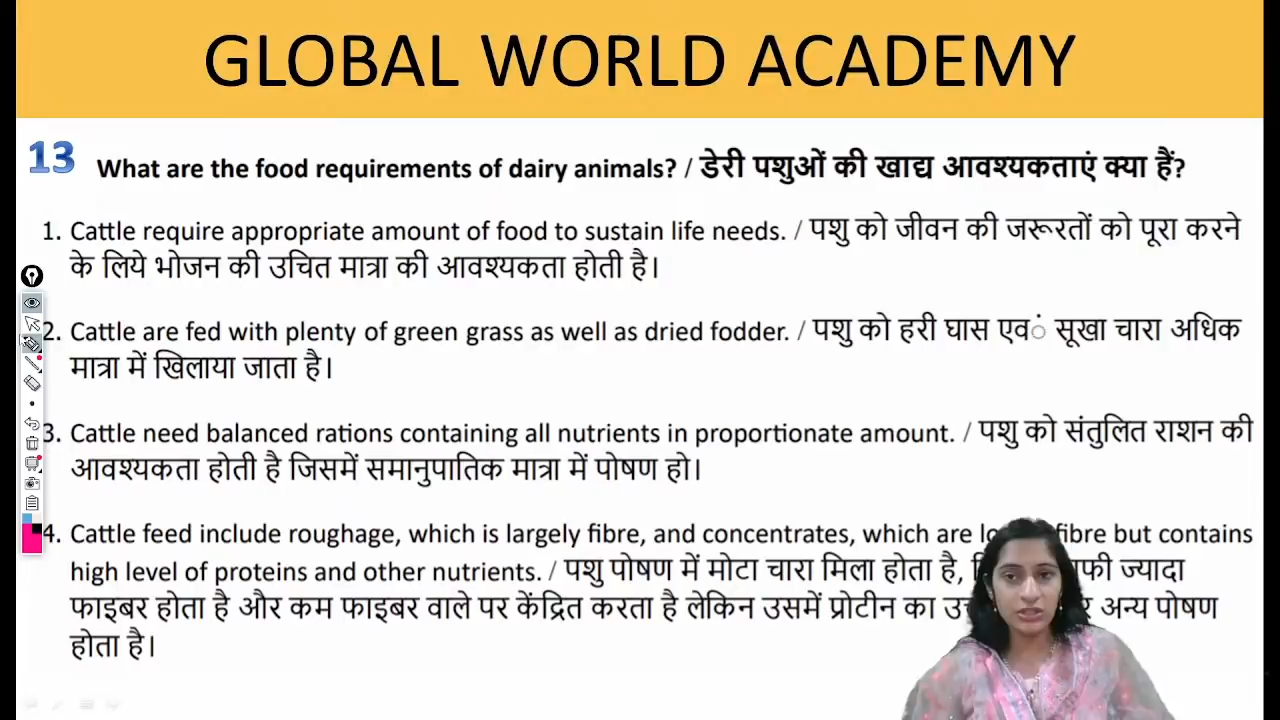 GLOBAL WORLD ACADEMY
13 What are the food requirements of dairy animals? / डेरी पशुओं की खाद्य आवश्यकताएं क्या हैं?
1. Cattle require appropriate amount of food to sustain life needs. / पशु को जीवन की जरूरतों को पूरा करने
के लिये भोजन की उचित मात्रा की आवश्यकता होती है।
2. Cattle are fed with plenty of green grass as well as dried fodder. / पशु को हरी घास एवं सूखा चारा अधिक
मात्रा में खिलाया जाता है।
3. Cattle need balanced rations containing all nutrients in proportionate amount. / पशु को संतुलित राशन की
आवश्यकता होती है जिसमें समानुपातिक मात्रा में पोषण हो।
4. Cattle feed include roughage, which is largely fibre, and concentrates, which are fibre but contains
high level of proteins and other nutrients. / पशु पोषण में मोटा चारा मिला होता है, ज्यादा
फाइबर होता है और कम फाइबर वाले पर केंद्रित करता है लेकिन उसमें प्रोटीन का अन्य पोषण
होता है।